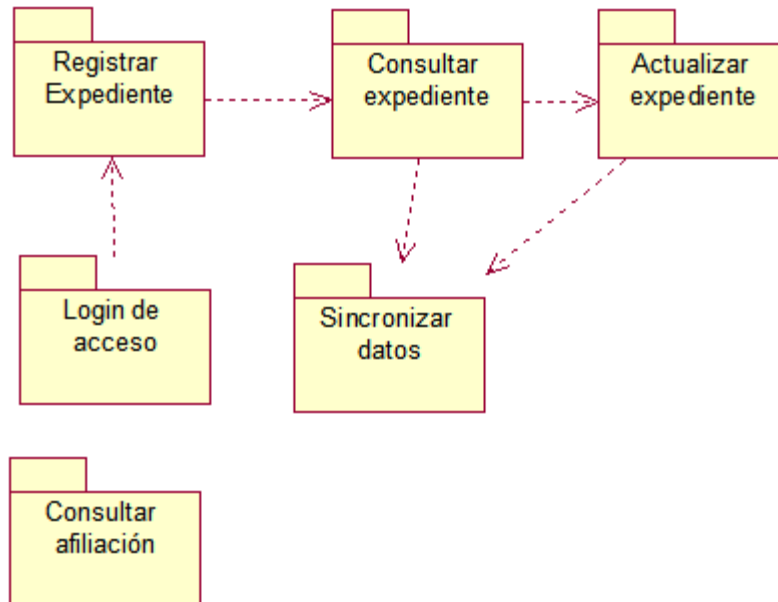 Registrar
Expediente
Consultar
expediente
Actualizar
expediente
Login de
acceso
Sincronizar
datos
Consultar
afiliación